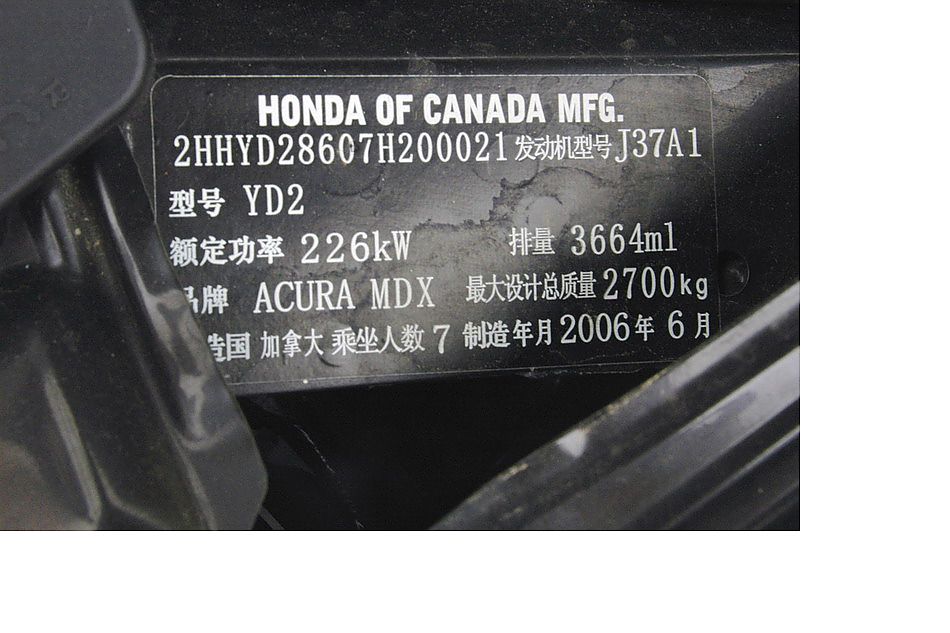 HONDA OF CANADA MFG.
2HHYD28607H200021 发动机型号 J37A1
型号 YD2
额定功率 226kW 排量 3664ml
品牌 ACURA MDX 最大设计总质量 2700kg
造国 加拿大 乘坐人数 7 制造年月 2006年 6月